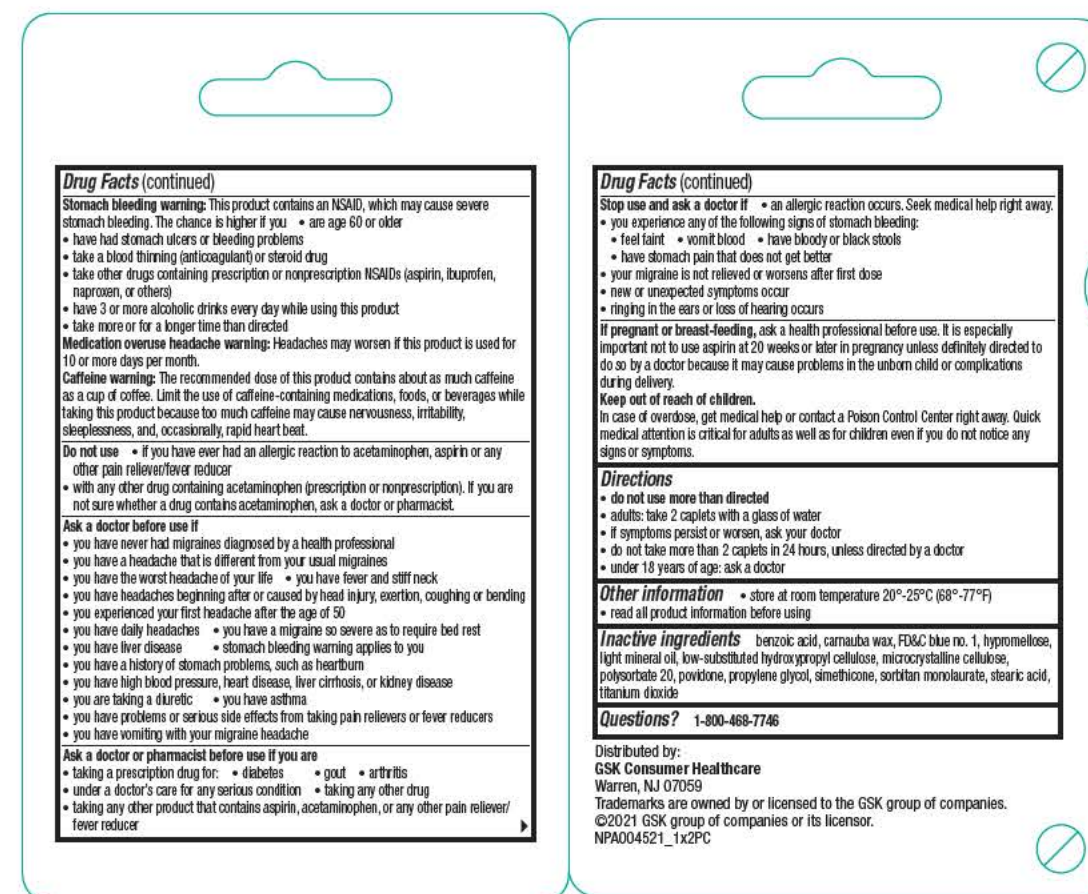 Drug Facts (continued)
Stomach bleeding warning: This product contains an NSAID, which may cause severe
stomach bleeding. The chance is higher if you • are age 60 or older
• have had stomach ulcers or bleeding problems
• take a blood thinning (anticoagulant) or steroid drug
• take other drugs containing prescription or nonprescription NSAIDs (aspirin, ibuprofen,
naproxen, or others)
• have 3 or more alcoholic drinks every day while using this product
• take more or for a longer time than directed
Medication overuse headache warning: Headaches may worsen if this product is used for
10 or more days per month.
Caffeine warning: The recommended dose of this product contains about as much caffeine
as a cup of coffee. Limit the use of caffeine-containing medications, foods, or beverages while
taking this product because too much caffeine may cause nervousness, irritability,
sleeplessness, and, occasionally, rapid heart beat.
Do not use • if you have ever had an allergic reaction to acetaminophen, aspirin or any
other pain reliever/fever reducer
• with any other drug containing acetaminophen (prescription or nonprescription). If you are
not sure whether a drug contains acetaminophen, ask a doctor or pharmacist.
Ask a doctor before use if
• you have never had migraines diagnosed by a health professional
• you have a headache that is different from your usual migraines
• you have the worst headache of your life • you have fever and stiff neck
• you have headaches beginning after or caused by head injury, exertion, coughing or bending
• you experienced your first headache after the age of 50
• you have daily headaches • you have a migraine so severe as to require bed rest
• you have liver disease • stomach bleeding warning applies to you
• you have a history of stomach problems, such as heartburn
• you have high blood pressure, heart disease, liver cirrhosis, or kidney disease
• you are taking a diuretic • you have asthma
• you have problems or serious side effects from taking pain relievers or fever reducers
• you have vomiting with your migraine headache
Ask a doctor or pharmacist before use if you are
• taking a prescription drug for: • diabetes • gout • arthritis
• under a doctor's care for any serious condition • taking any other drug
• taking any other product that contains aspirin, acetaminophen, or any other pain reliever/
fever reducer
Drug Facts (continued)
Stop use and ask a doctor if • an allergic reaction occurs. Seek medical help right away.
• you experience any of the following signs of stomach bleeding:
• feel faint • vomit blood • have bloody or black stools
• have stomach pain that does not get better
• your migraine is not relieved or worsens after first dose
• new or unexpected symptoms occur
• ringing in the ears or loss of hearing occurs
If pregnant or breast-feeding, ask a health professional before use. It is especially
important not to use aspirin at 20 weeks or later in pregnancy unless definitely directed to
do so by a doctor because it may cause problems in the unborn child or complications
during delivery.
Keep out of reach of children.
In case of overdose, get medical help or contact a Poison Control Center right away. Quick
medical attention is critical for adults as well as for children even if you do not notice any
signs or symptoms.
Directions
• do not use more than directed
• adults: take 2 caplets with a glass of water
• if symptoms persist or worsen, ask your doctor
• do not take more than 2 caplets in 24 hours, unless directed by a doctor
• under 18 years of age: ask a doctor
Other information • store at room temperature 20°-25°C (68°-77°F)
• read all product information before using
Inactive ingredients benzoic acid, carnauba wax, FD&C blue no. 1, hypromellose,
light mineral oil, low-substituted hydroxypropyl cellulose, microcrystalline cellulose,
polysorbate 20, povidone, propylene glycol, simethicone, sorbitan monolaurate, stearic acid,
titanium dioxide
Questions? 1-800-468-7746
Distributed by:
GSK Consumer Healthcare
Warren, NJ 07059
Trademarks are owned by or licensed to the GSK group of companies.
©2021 GSK group of companies or its licensor.
NPA004521_1x2PC